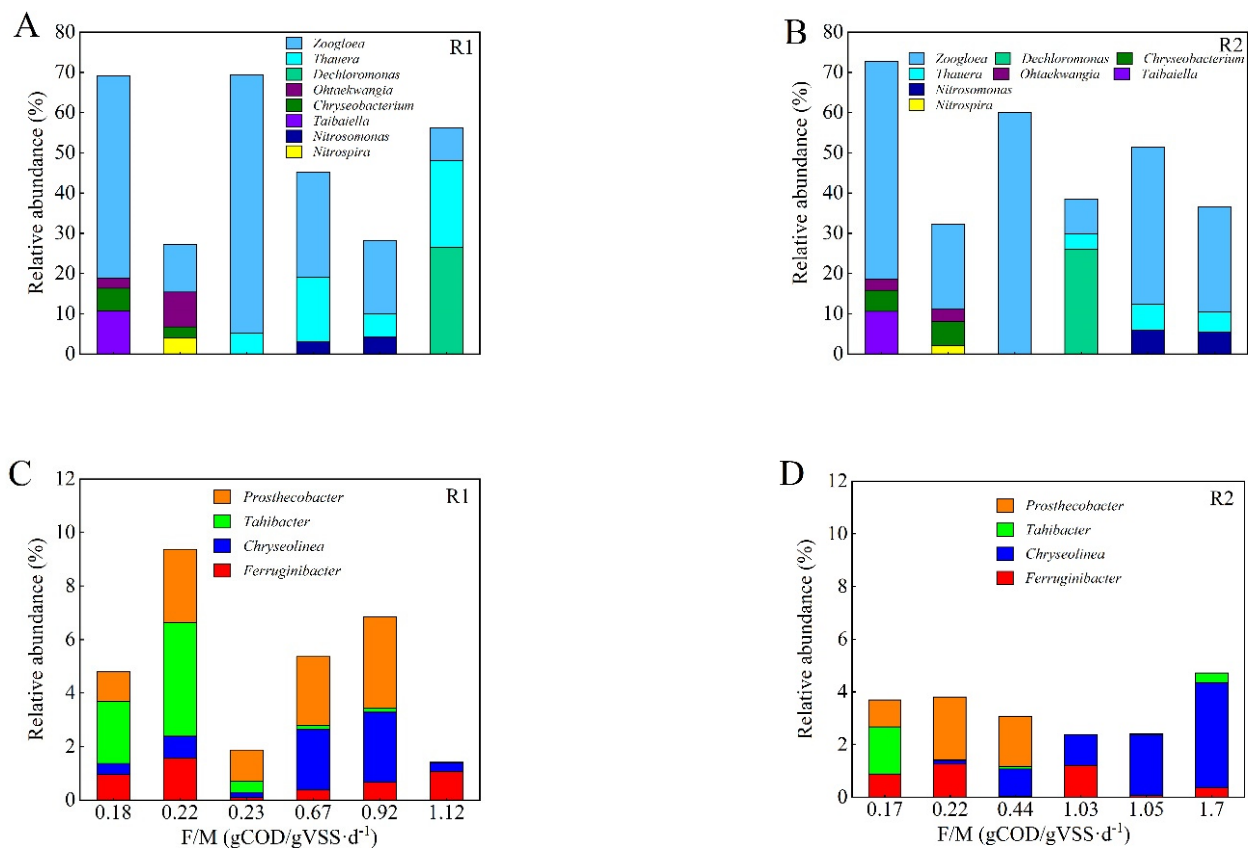 A
R1
Relative abundance (%)
80
70
60
50
40
30
20
10
0
Zoogloea
Thauera
Dechloromonas
Ohtaekwangia
Chryseobacterium
Taibaiella
Nitrosomonas
Nitrospira
B
R2
Relative abundance (%)
80
70
60
50
40
30
20
10
0
Zoogloea Dechloromonas Chryseobacterium
Thauera Ohtaekwangia Taibaiella
Nitrosomonas
Nitrospira
C
R1
Relative abundance (%)
12
10
8
6
4
2
0
Prosthecobacter
Tahibacter
Chryseolinea
Ferruginibacter
0.18 0.22 0.23 0.67 0.92 1.12
F/M (gCOD/gVSS·d-1)
D
R2
Relative abundance (%)
12
10
8
6
4
2
0
Prosthecobacter
Tahibacter
Chryseolinea
Ferruginibacter
0.17 0.22 0.44 1.03 1.05 1.7
F/M (gCOD/gVSS·d-1)